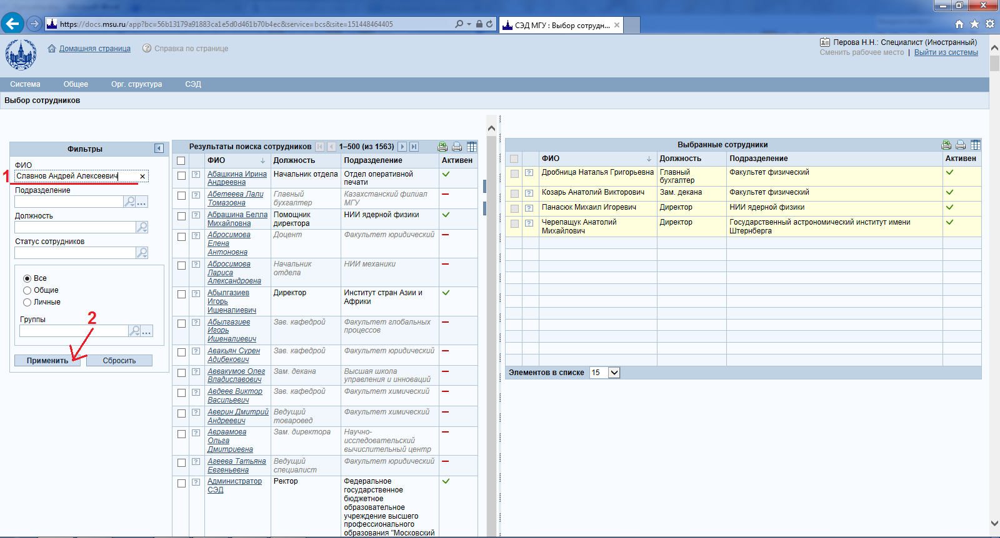 https://docs.msu.ru/app?bc=56b13179a91883ca1e5d0d461b70b4ec&service=bcs&site=151448464405
СЭД МГУ : Выбор сотрудн...
Домашняя страница
Справка по странице
Перова Н.Н.: Специалист (Иностранный)
Сменить рабочее место | Выйти из системы
Система Общее Орг. структура СЭД
Выбор сотрудников
Фильтры
ФИО
1
Славнов Андрей Алексеевич
Подразделение
Должность
Статус сотрудников
Все
Общие
Личные
2
Группы
Применить Сбросить
Результаты поиска сотрудников 1–500 (из 1563)
ФИО Должность Подразделение Активен
Абашкина Ирина Начальник отдела Отдел оперативной
Андреевна печати
Абетеева Лали Главный Казахстанский филиал
Томазовна бухгалтер МГУ
Абрашина Белла Помощник НИИ ядерной физики
Михайловна директора
Абросимова Доцент Факультет юридический
Елена
Антоновна
Абросимова Начальник НИИ механики
Лариса отдела
Александровна
Абылгазиев Директор Институт стран Азии и
Игорь Африки
Ишеналиевич
Абылгазиев Зав. кафедрой Факультет глобальных
Игорь процессов
Ишеналиевич
Авакьян Сурен Зав. кафедрой Факультет юридический
Адибекович
Аввакумов Олег Зам. декана Высшая школа
Владиславович управления и инноваций
Авдеев Виктор Зав. кафедрой Факультет химический
Васильевич
Аверин Дмитрий Ведущий Факультет химический
Андреевич товаровед
Авраамова Зам. директора Научно-
Ольга исследовательский
Дмитриевна вычислительный центр
Агеева Татьяна Ведущий Факультет юридический
Евгеньевна специалист
Администратор Ректор Федеральное
СЭД государственное
бюджетное
образовательное
учреждение высшего
профессионального
образования "Московский
Выбранные сотрудники
ФИО Должность Подразделение Активен
Дробница Наталья Григорьевна Главный Факультет физический
бухгалтер
Козарь Анатолий Викторович Зам. декана Факультет физический
Панасюк Михаил Игоревич Директор НИИ ядерной физики
Черепащук Анатолий Директор Государственный астрономический институт имени
Михайлович Штернберга
Элементов в списке 15